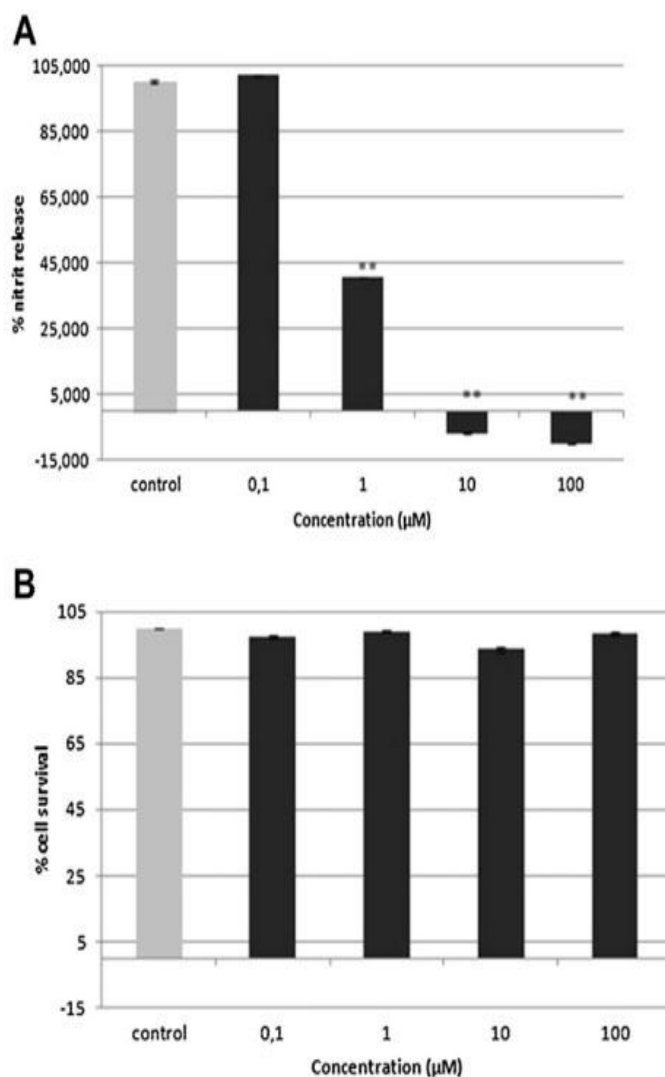 A
105,000
85,000
65,000
45,000
25,000
5,000
-15,000
% nitrit release
**
**
**
control 0,1 1 10 100
Concentration (µM)
B
105
85
65
45
25
5
-15
% cell survival
control 0,1 1 10 100
Concentration (µM)